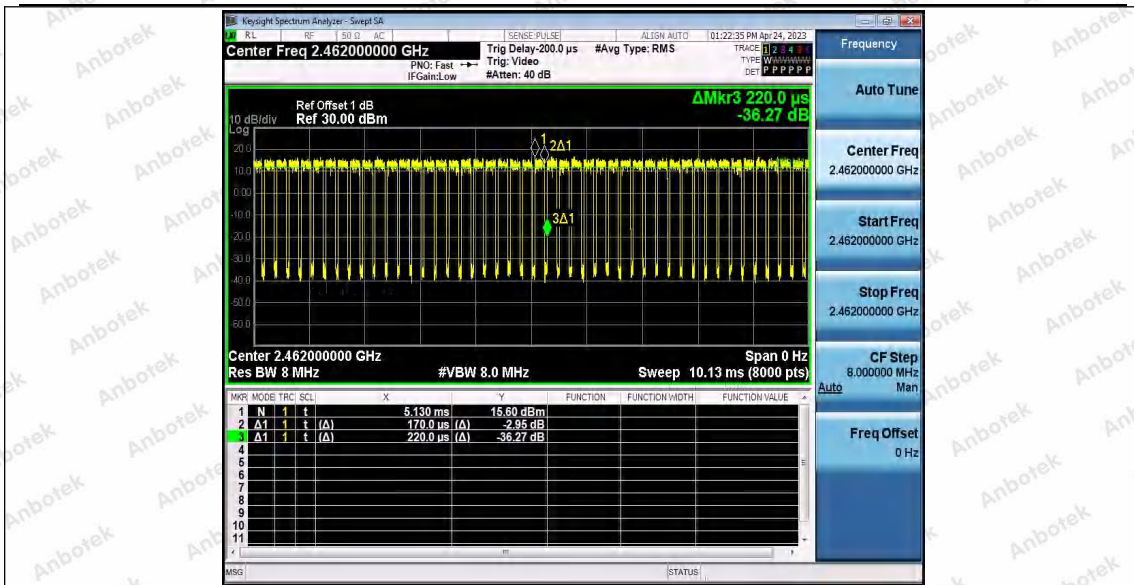 Keysight Spectrum Analyzer - Swept SA
RL RF 50 Ω AC SENSE:PULSE ALIGN AUTO 01:22:35 PM Apr 24, 2023
Center Freq 2.462000000 GHz
PNO: Fast
IFGain:Low
Trig Delay-200.0 µs
Trig: Video
#Atten: 40 dB
#Avg Type: RMS
TRACE 1 2 3 4
TYPE W
DET P P P P P P
Ref Offset 1 dB
Ref 30.00 dBm
10 dB/div
Log
ΔMkr3 220.0 µs
-36.27 dB
20.0
10.0
0.00
-10.0
-20.0
-30.0
-40.0
-50.0
-60.0
1
2Δ1
3Δ1
Center 2.462000000 GHz Span 0 Hz
Res BW 8 MHz #VBW 8.0 MHz Sweep 10.13 ms (8000 pts)
MKR MODE TRC SCL X Y FUNCTION FUNCTION WIDTH FUNCTION VALUE
1 N 1 t 5.130 ms 15.60 dBm
2 Δ1 1 t (Δ) 170.0 µs (Δ) -2.95 dB
3 Δ1 1 t (Δ) 220.0 µs (Δ) -36.27 dB
4
5
6
7
8
9
10
11
MSG STATUS
Frequency
Auto Tune
Center Freq
2.462000000 GHz
Start Freq
2.462000000 GHz
Stop Freq
2.462000000 GHz
CF Step
8.000000 MHz
Auto Man
Freq Offset
0 Hz
Anbotek